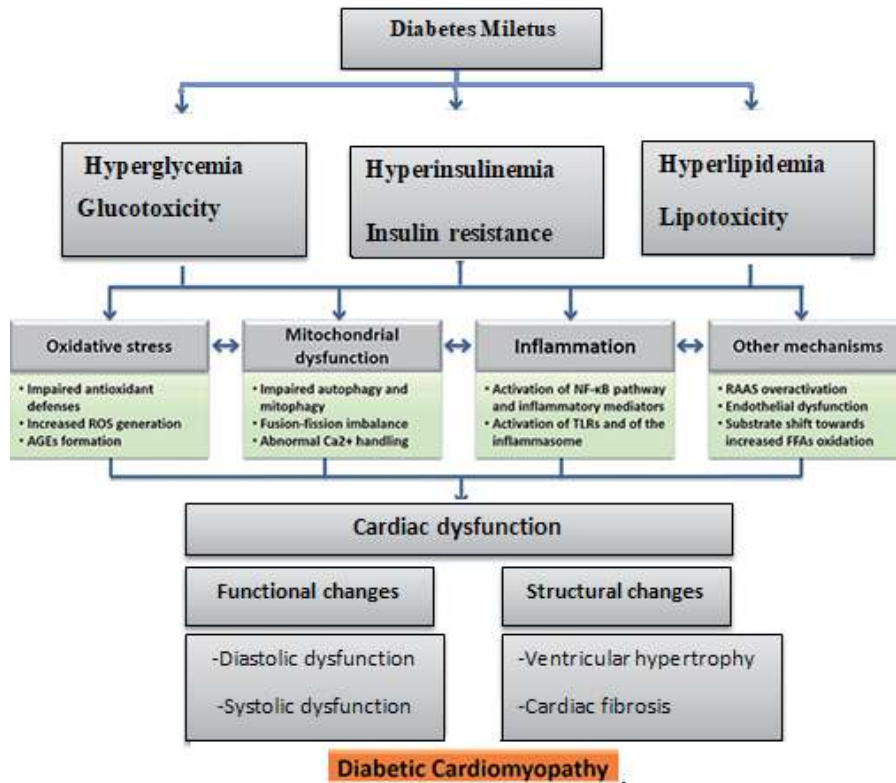 Diabetes Miletus
Hyperglycemia
Glucotoxicity
Hyperinsulinemia
Insulin resistance
Hyperlipidemia
Lipotoxicity
Oxidative stress
• Impaired antioxidant
defenses
• Increased ROS generation
• AGEs formation
Mitochondrial
dysfunction
• Impaired autophagy and
mitophagy
• Fusion-fission imbalance
• Abnormal Ca2+ handling
Inflammation
• Activation of NF-κB pathway
and inflammatory mediators
• Activation of TLRs and of the
inflammasome
Other mechanisms
• RAAS overactivation
• Endothelial dysfunction
• Substrate shift towards
increased FFAs oxidation
Cardiac dysfunction
Functional changes
-Diastolic dysfunction
-Systolic dysfunction
Structural changes
-Ventricular hypertrophy
-Cardiac fibrosis
Diabetic Cardiomyopathy .